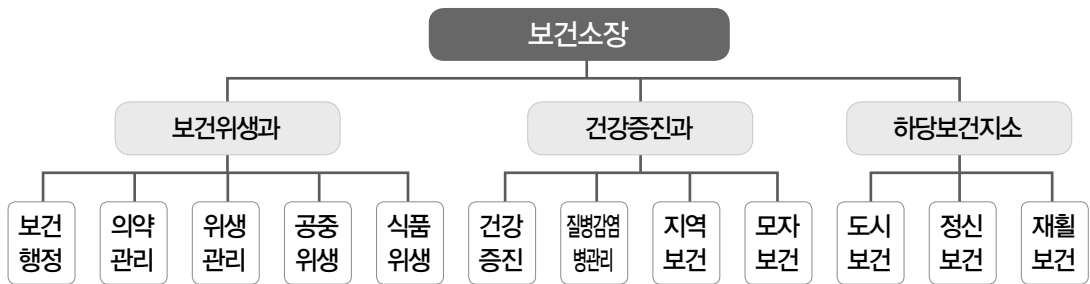 보건소장
보건위생과
건강증진과
하당보건지소
보건
행정
의약
관리
위생
관리
공중
위생
식품
위생
건강
증진
질병감염
병관리
지역
보건
모자
보건
도시
보건
정신
보건
재횔
보건